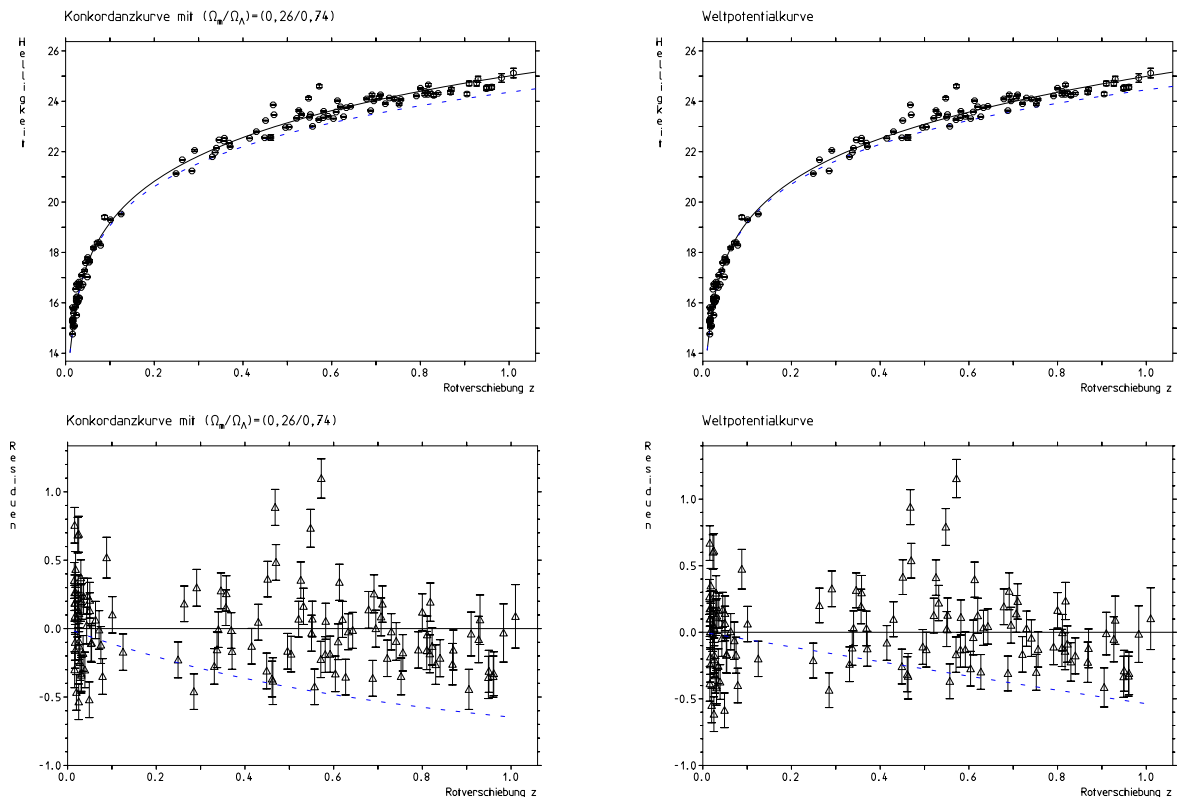 Konkordanzkurve mit (Ωm/ΩΛ)=(0,26/0,74)
Helligkeit
26
24
22
20
18
16
14
0.0 0.2 0.4 0.6 0.8 1.0
Rotverschiebung z
Weltpotentialkurve
Helligkeit
26
24
22
20
18
16
14
0.0 0.2 0.4 0.6 0.8 1.0
Rotverschiebung z
Konkordanzkurve mit (Ωm/ΩΛ)=(0,26/0,74)
Residuen
1.0
0.5
0.0
-0.5
-1.0
0.0 0.2 0.4 0.6 0.8 1.0
Rotverschiebung z
Weltpotentialkurve
Residuen
1.0
0.5
0.0
-0.5
-1.0
0.0 0.2 0.4 0.6 0.8 1.0
Rotverschiebung z